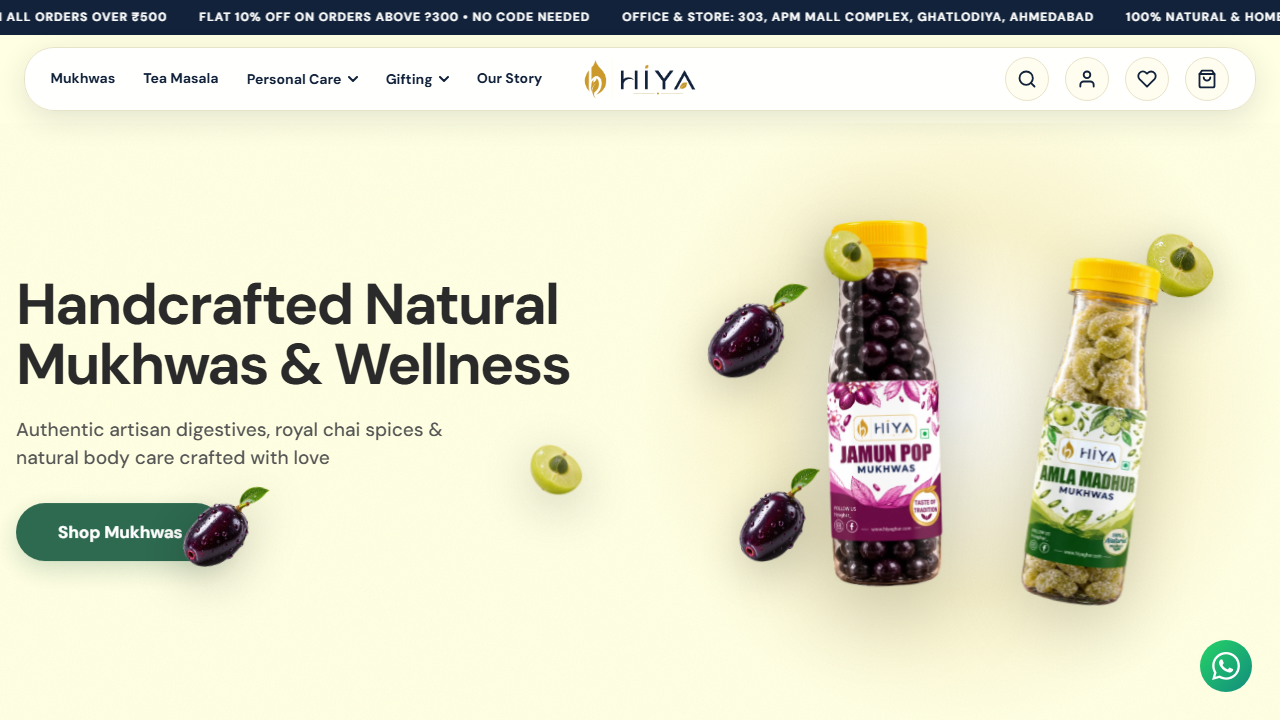 ALL ORDERS OVER ₹500 FLAT 10% OFF ON ORDERS ABOVE ?300 • NO CODE NEEDED OFFICE & STORE: 303, APM MALL COMPLEX, GHATLODIYA, AHMEDABAD 100% NATURAL &
Mukhwas Tea Masala Personal Care Gifting Our Story HIYA
Handcrafted Natural
Mukhwas & Wellness
Authentic artisan digestives, royal chai spices &
natural body care crafted with love
Shop Mukhwas
HIYA
JAMUN POP
MUKHWAS
TASTE OF
TRADITION
FOLLOW US
HIYA
AMLA MADHUR
MUKHWAS